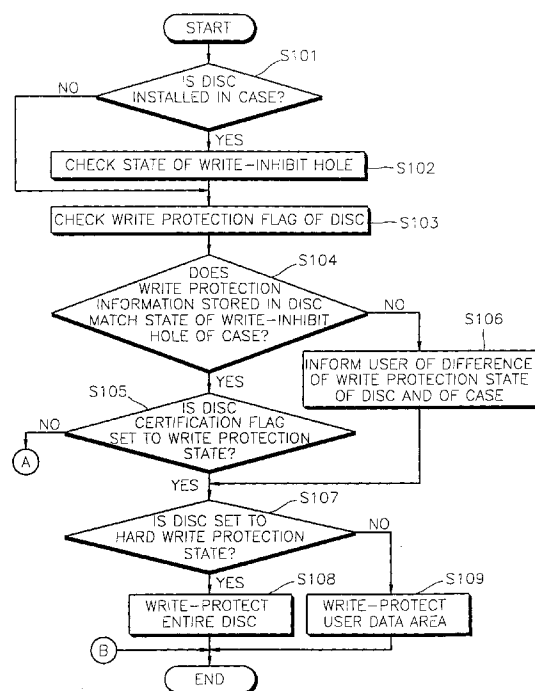 START
S101
IS DISC
INSTALLED IN CASE?
NO
YES
CHECK STATE OF WRITE-INHIBIT HOLE
S102
CHECK WRITE PROTECTION FLAG OF DISC
S103
S104
DOES
WRITE PROTECTION
INFORMATION STORED IN DISC
MATCH STATE OF WRITE-INHIBIT
HOLE OF CASE?
NO
S106
YES
INFORM USER OF DIFFERENCE
OF WRITE PROTECTION STATE
OF DISC AND OF CASE
S105
IS DISC
CERTIFICATION FLAG
SET TO WRITE PROTECTION
STATE?
NO
A
YES
S107
IS DISC SET TO
HARD WRITE PROTECTION
STATE?
NO
YES
S108
WRITE-PROTECT
ENTIRE DISC
S109
WRITE-PROTECT
USER DATA AREA
B
END